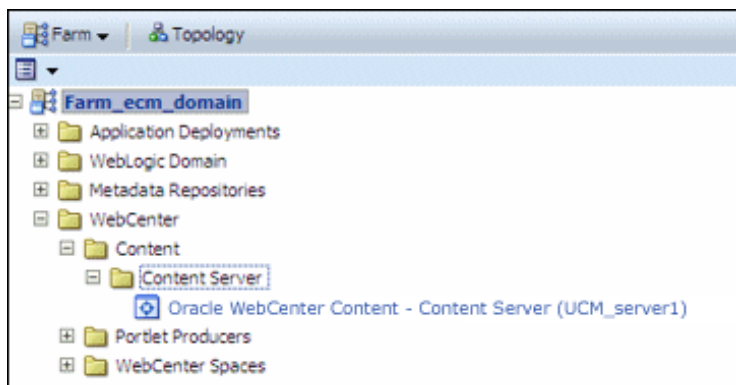 Farm Topology
Farm_ecm_domain
Application Deployments
WebLogic Domain
Metadata Repositories
WebCenter
Content
Content Server
Oracle WebCenter Content - Content Server (UCM_server1)
Portlet Producers
WebCenter Spaces